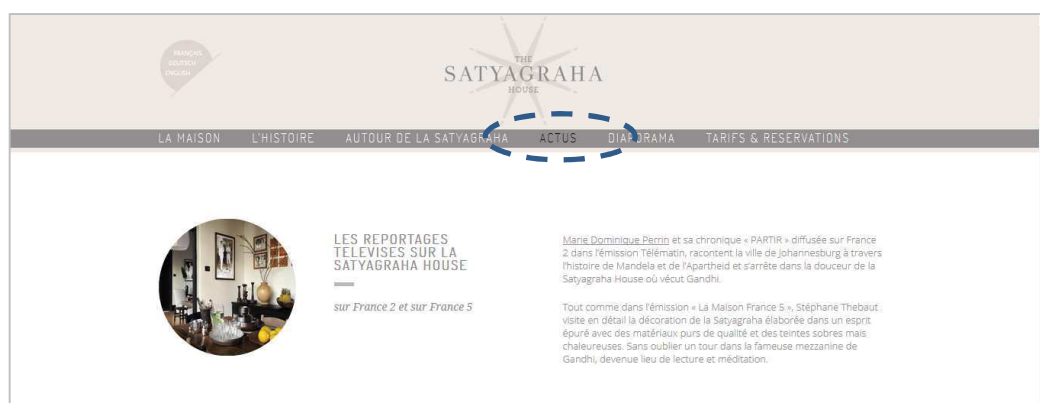 FRANÇAIS
DEUTSCH
ENGLISH
THE
SATYAGRAHA
HOUSE
LA MAISON L'HISTOIRE AUTOUR DE LA SATYAGRAHA ACTUS DIAPORAMA TARIFS & RESERVATIONS
LES REPORTAGES
TELEVISES SUR LA
SATYAGRAHA HOUSE
sur France 2 et sur France 5
Marie Dominique Perrin et sa chronique « PARTIR » diffusée sur France
2 dans l'émission Télématin, racontent la ville de Johannesburg à travers
l'histoire de Mandela et de l'Apartheid et s'arrête dans la douceur de la
Satyagraha House où vécut Gandhi.
Tout comme dans l'émission « La Maison France 5 », Stéphane Thebaut
visite en détail la décoration de la Satyagraha élaborée dans un esprit
épuré avec des matériaux purs de qualité et des teintes sobres mais
chaleureuses. Sans oublier un tour dans la fameuse mezzanine de
Gandhi, devenue lieu de lecture et méditation.